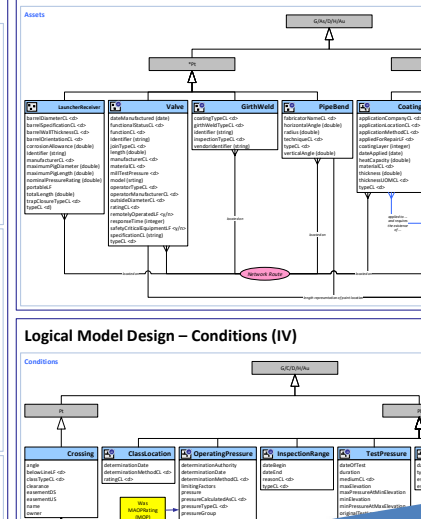 Assets
G/As/D/H/Au
*Pt
LauncherReceiver
barrelDiameterCL <d>
barrelSpecificationCL <d>
barrelWallThicknessCL <d>
barrelOrientationCL <d>
corrosionAllowance (double)
identifier (string)
manufacturerCL <d>
maximumPigDiameter (double)
maximumPigLength (double)
nominalPressureRating (double)
portableLF
totalLength (double)
trapClosureTypeCL <d>
typeCL <d>
Valve
dateManufactured (date)
functionalStatusCL <d>
functionCL <d>
identifier (string)
joinTypeCL <d>
length (double)
manufacturerCL <d>
materialCL <d>
millTestPressure <d>
model (string)
operatorTypeCL <d>
operatorManufacturerCL <d>
outsideDiameterCL <d>
ratingCL <d>
remotelyOperatedLF <y/n>
responseTime (integer)
safetyCriticalEquipmentLF <y/n>
specificationCL (string)
typeCL <d>
GirthWeld
coatingTypeCL <d>
girthWeldTypeCL <d>
identifier (string)
inspectionTypeCL <d>
vendorIdentifier (string)
PipeBend
fabricatorNameCL <d>
horizontalAngle (double)
radius (double)
techniqueCL <d>
typeCL <d>
verticalAngle (double)
Coating
applicationCompanyCL <d>
applicationLocationCL <d>
applicationMethodCL <d>
appliedForRepairLF <d>
coatingLayer (integer)
dateApplied (date)
heatCapacity (double)
materialCL <d>
thickness (double)
thicknessUOMCL <d>
typeCL <d>
Network Route
Logical Model Design – Conditions (IV)
Conditions
G/C/D/H/Au
Pt
Crossing
angle
belowLineLF <d>
classTypeCL <d>
clearance
easementDS
easementUS
name
owner
ClassLocation
determinationDate
determinationMethodCL <d>
ratingCL <d>
Was
MAOPRating
(MOP)
OperatingPressure
determinationAuthority
determinationDate
determinationMethodCL <d>
limitingFactors
pressure
pressureCalculatedAsCL <d>
pressureTypeCL <d>
pressureGroup
InspectionRange
dateBegin
dateEnd
reasonCL <d>
typeCL <d>
TestPressure
dateOfTest
duration
mediumCL <d>
maxElevation
maxPressureAtMinElevation
minElevation
minPressureAtMaxElevation